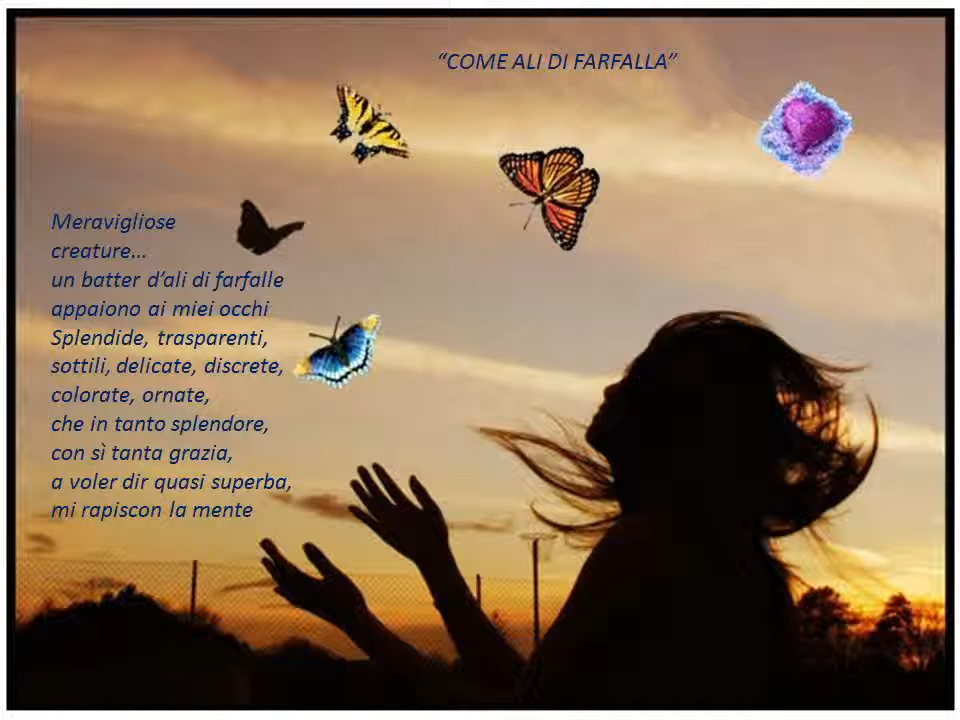 “COME ALI DI FARFALLA”
Meravigliose
creature...
un batter d’ali di farfalle
appaiono ai miei occhi
Splendide, trasparenti,
sottili, delicate, discrete,
colorate, ornate,
che in tanto splendore,
con sì tanta grazia,
a voler dir quasi superba,
mi rapiscon la mente